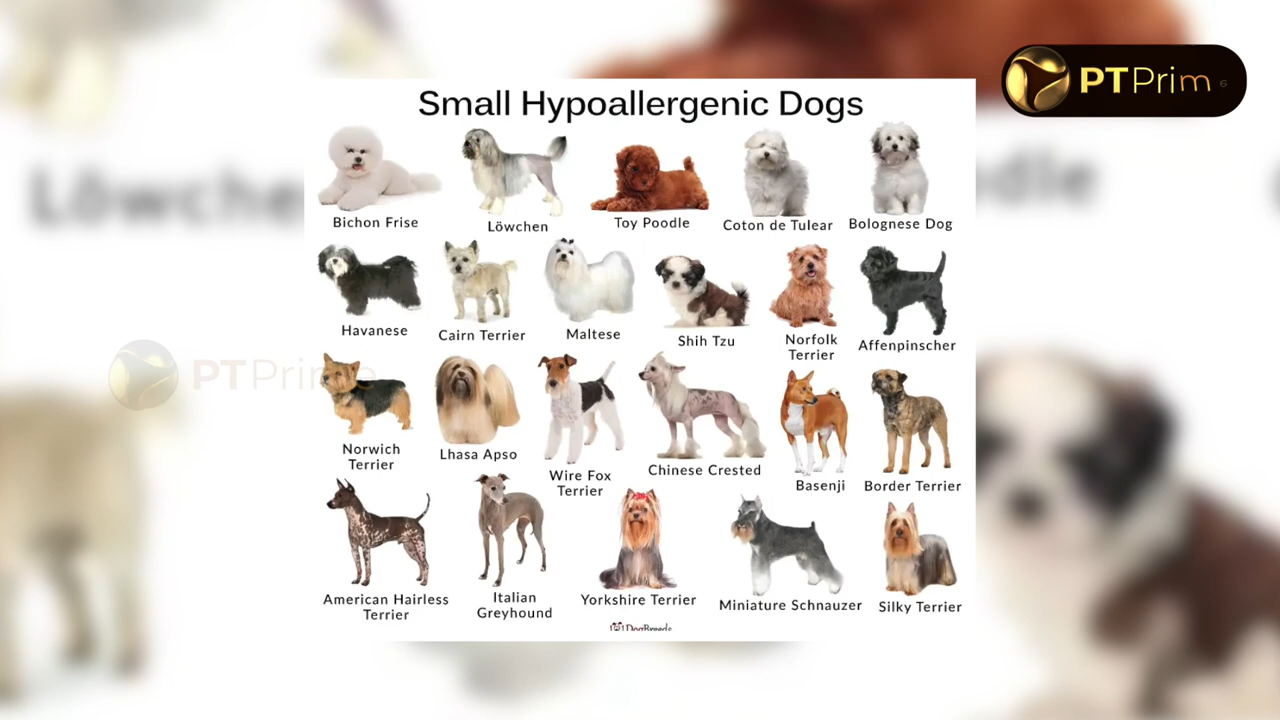 PTPrim
Small Hypoallergenic Dogs
Bichon Frise
Löwchen
Toy Poodle
Coton de Tulear
Bolognese Dog
Havanese
Cairn Terrier
Maltese
Shih Tzu
Norfolk
Terrier
Affenpinscher
Norwich
Terrier
Lhasa Apso
Wire Fox
Terrier
Chinese Crested
Basenji
Border Terrier
American Hairless
Terrier
Italian
Greyhound
Yorkshire Terrier
Miniature Schnauzer
Silky Terrier
Löwchen
PTPrime